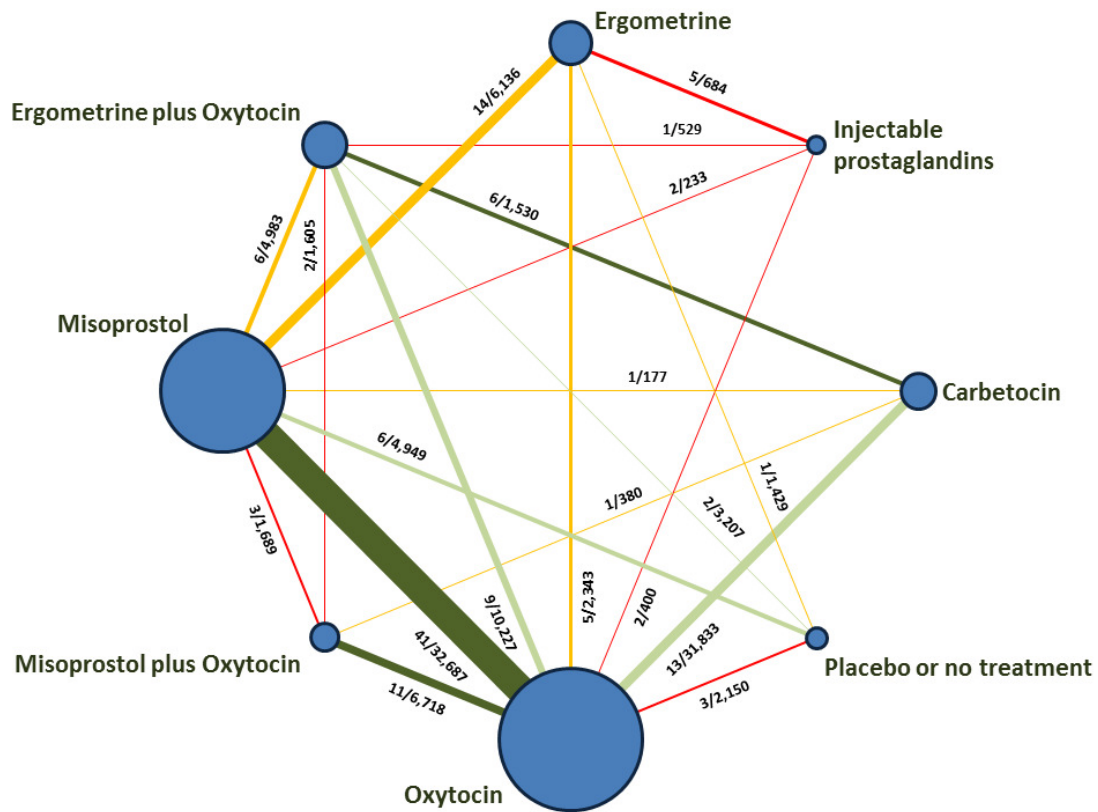 Ergometrine
14/6,136
5/684
Ergometrine plus Oxytocin
1/529
Injectable
prostaglandins
2/233
6/1,530
6/4,983
2/1,605
Misoprostol
1/177
Carbetocin
6/4,949
1/1,429
1/380
2/3,207
3/1,689
5/2,343
2/400
9/10,227
41/32,687
13/31,833
Misoprostol plus Oxytocin
11/6,718
3/2,150
Placebo or no treatment
Oxytocin